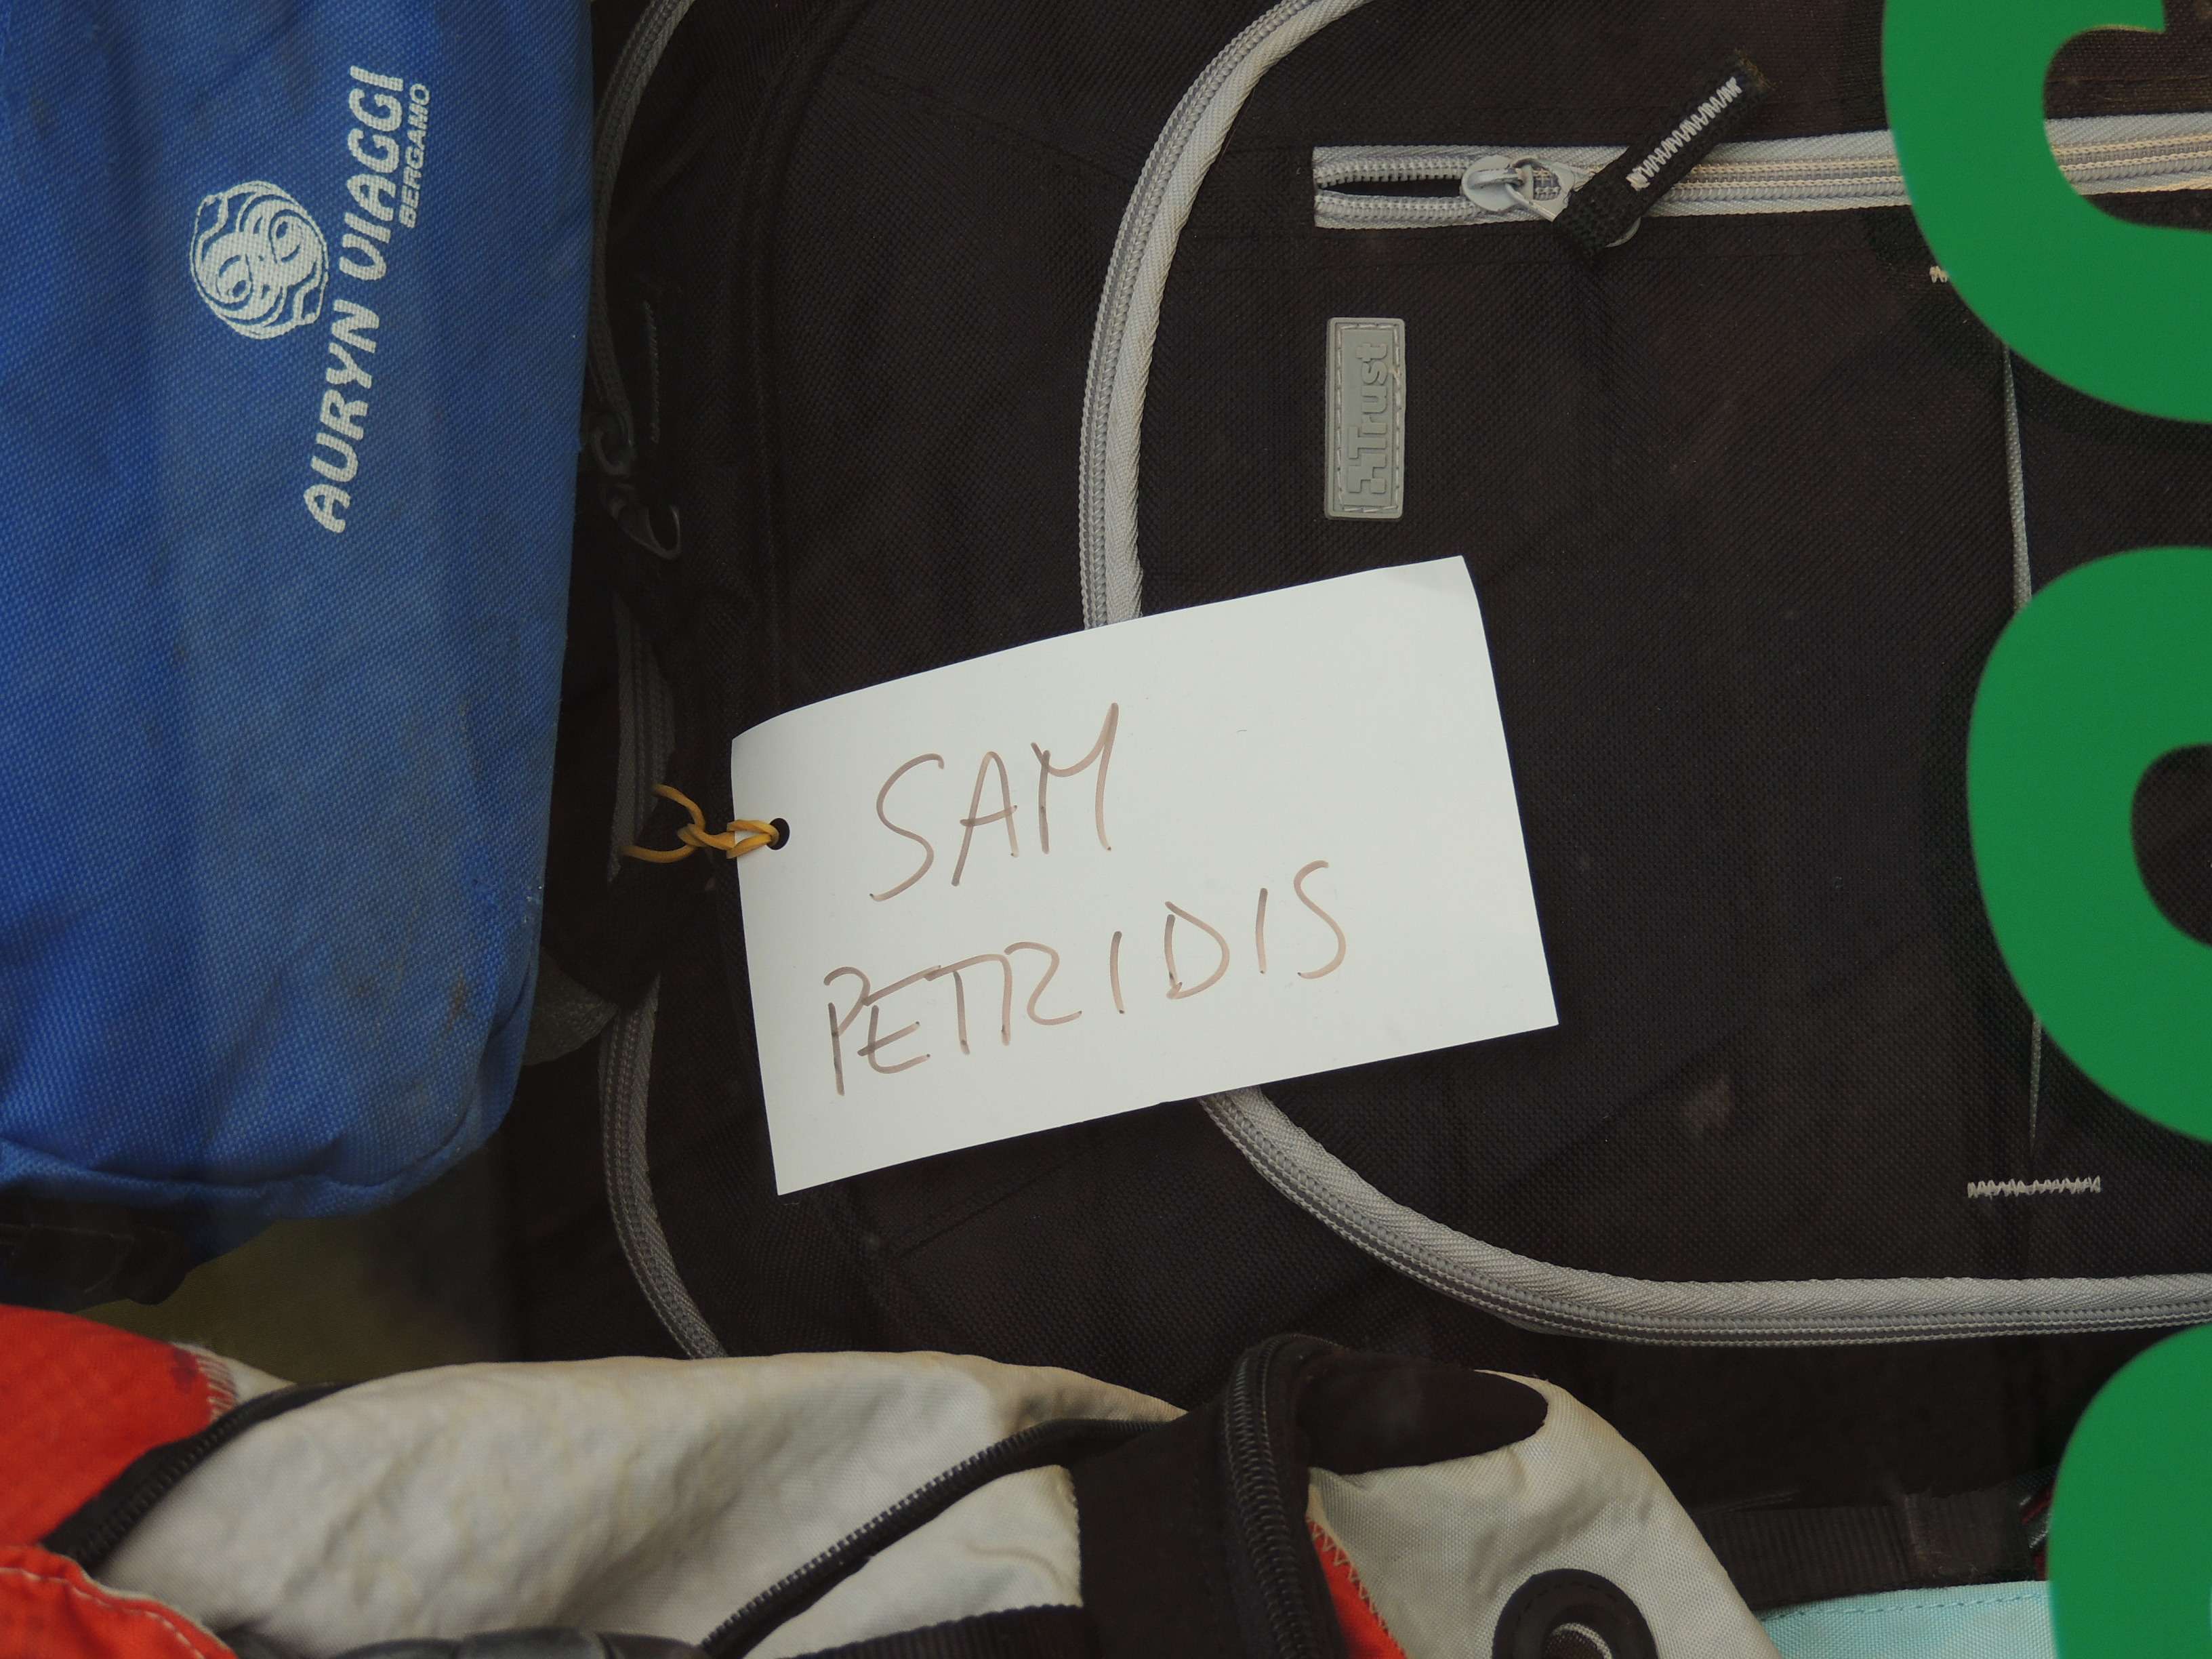 AURYN VIAGGI
BERGAMO
Trust
SAM
PETRIDIS